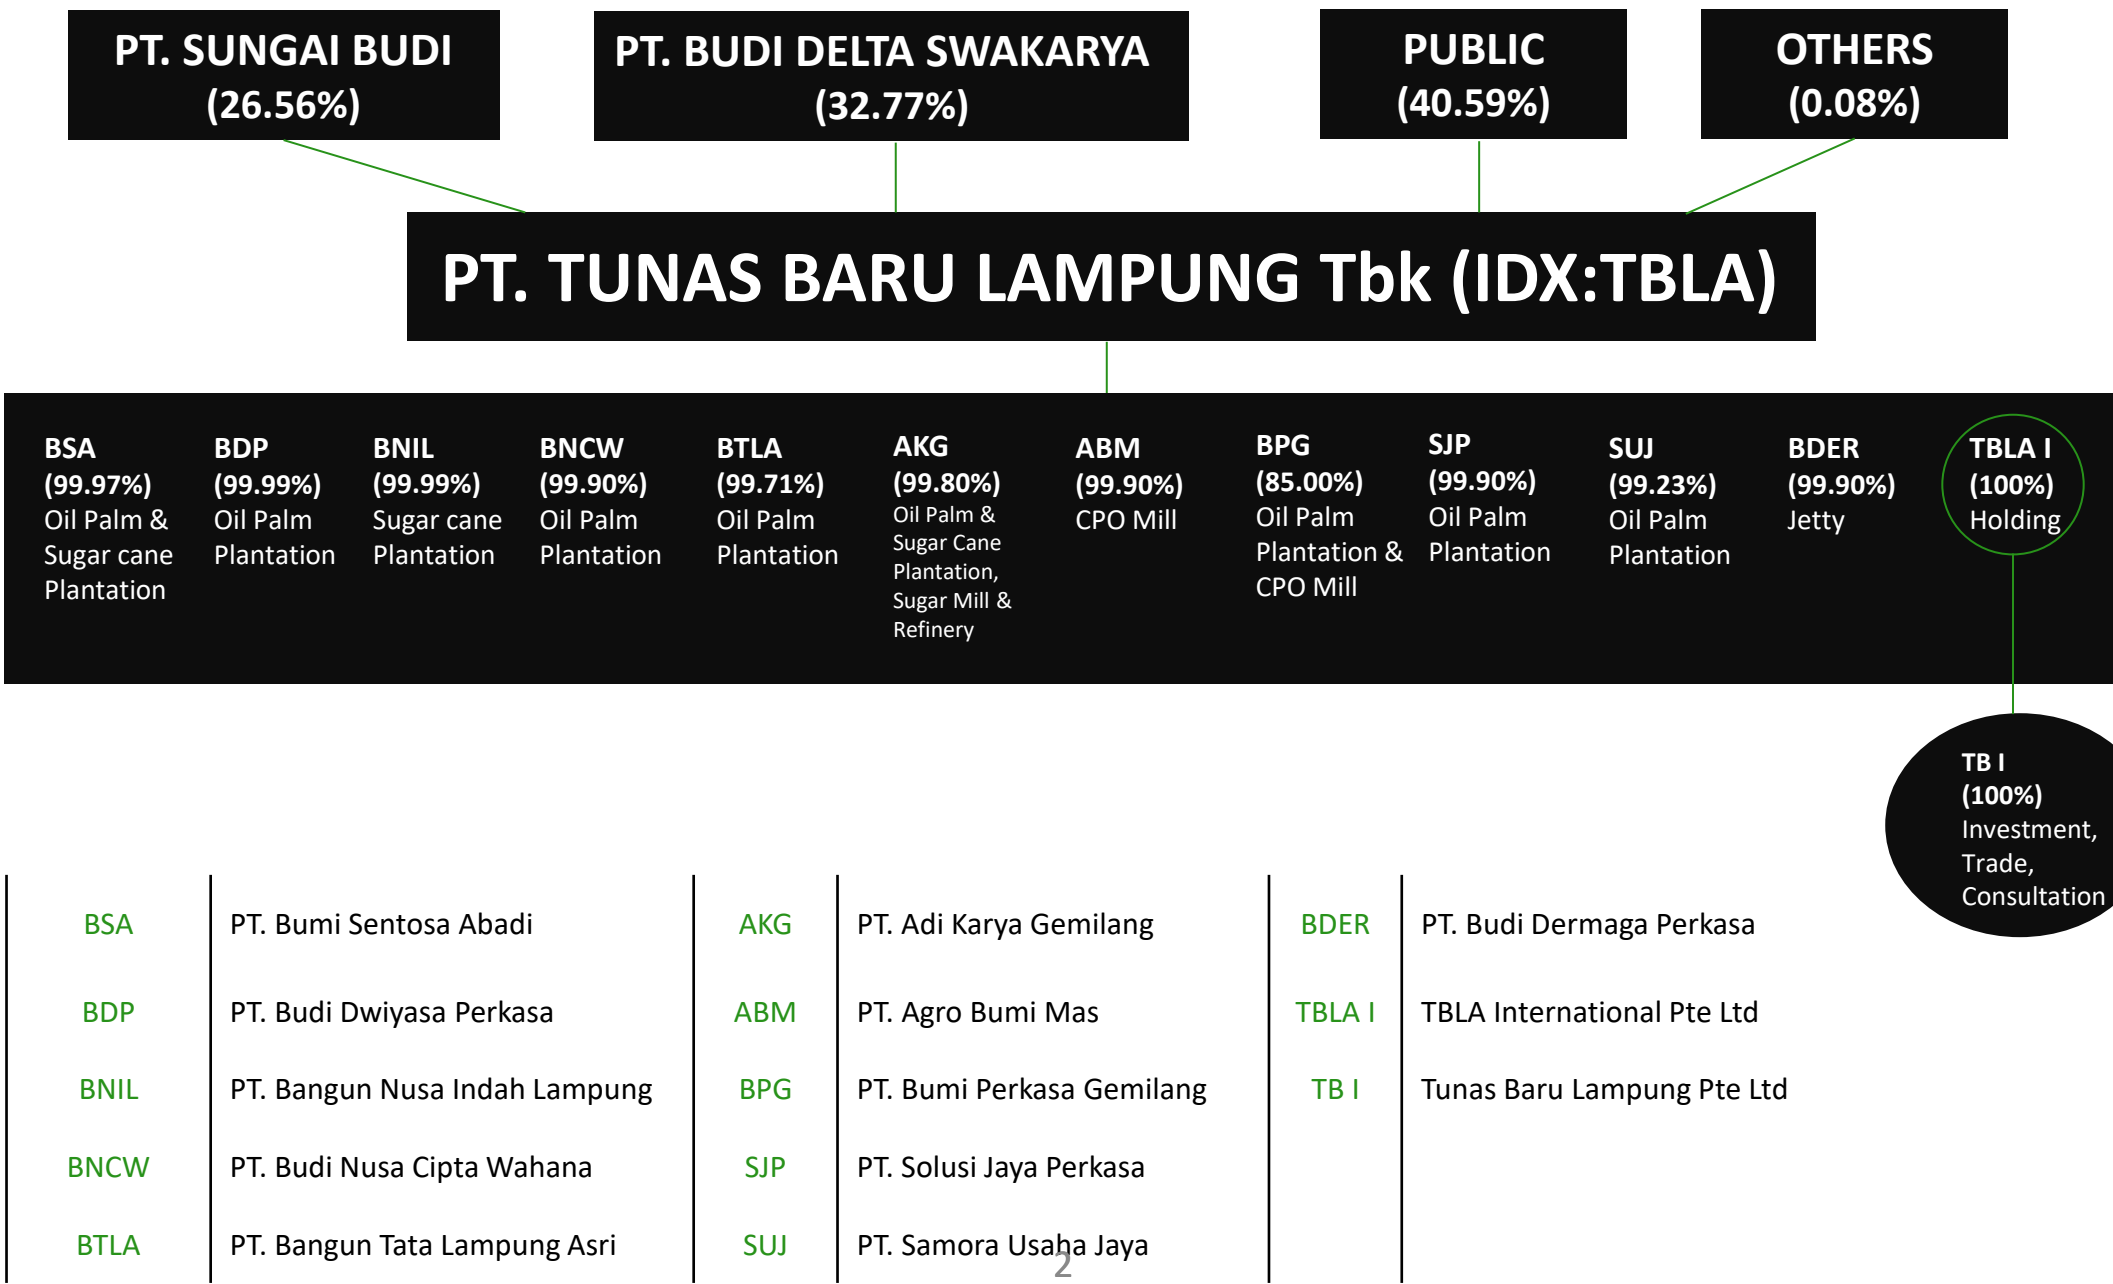 PT. SUNGAI BUDI
(26.56%)
PT. BUDI DELTA SWAKARYA
(32.77%)
PUBLIC
(40.59%)
OTHERS
(0.08%)
PT. TUNAS BARU LAMPUNG Tbk (IDX:TBLA)
BSA
(99.97%)
Oil Palm &
Sugar cane
Plantation
BDP
(99.99%)
Oil Palm
Plantation
BNIL
(99.99%)
Sugar cane
Plantation
BNCW
(99.90%)
Oil Palm
Plantation
BTLA
(99.71%)
Oil Palm
Plantation
AKG
(99.80%)
Oil Palm &
Sugar Cane
Plantation,
Sugar Mill &
Refinery
ABM
(99.90%)
CPO Mill
BPG
(85.00%)
Oil Palm
Plantation &
CPO Mill
SJP
(99.90%)
Oil Palm
Plantation
SUJ
(99.23%)
Oil Palm
Plantation
BDER
(99.90%)
Jetty
TBLA I
(100%)
Holding
TB I
(100%)
Investment,
Trade,
Consultation
BSA PT. Bumi Sentosa Abadi
BDP PT. Budi Dwiyasa Perkasa
BNIL PT. Bangun Nusa Indah Lampung
BNCW PT. Budi Nusa Cipta Wahana
BTLA PT. Bangun Tata Lampung Asri
AKG PT. Adi Karya Gemilang
ABM PT. Agro Bumi Mas
BPG PT. Bumi Perkasa Gemilang
SJP PT. Solusi Jaya Perkasa
SUJ PT. Samora Usaha Jaya
BDER PT. Budi Dermaga Perkasa
TBLA I TBLA International Pte Ltd
TB I Tunas Baru Lampung Pte Ltd
2